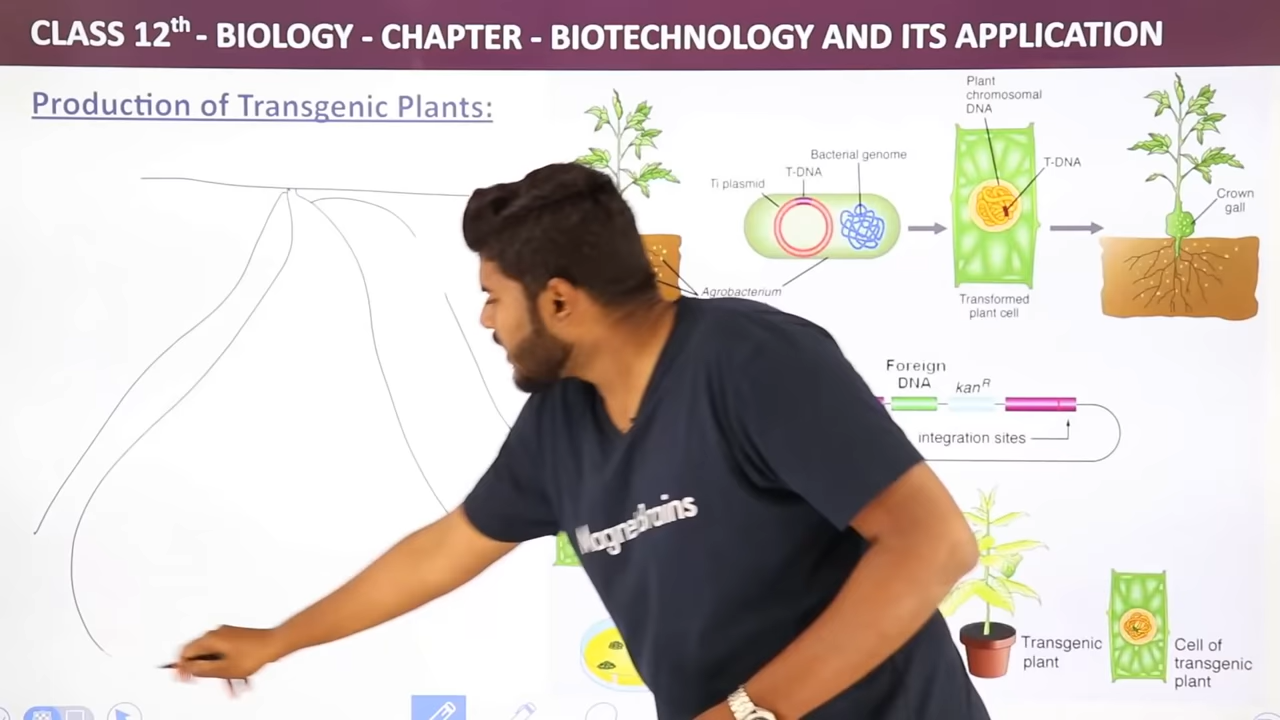 CLASS 12th - BIOLOGY - CHAPTER - BIOTECHNOLOGY AND ITS APPLICATION
Production of Transgenic Plants:
Plant
chromosomal
DNA
Bacterial genome
T-DNA
Ti plasmid
T-DNA
Crown
gall
Agrobacterium
Transformed
plant cell
Foreign
DNA
kanR
integration sites
MagnetBrains
Transgenic
plant
Cell of
transgenic
plant